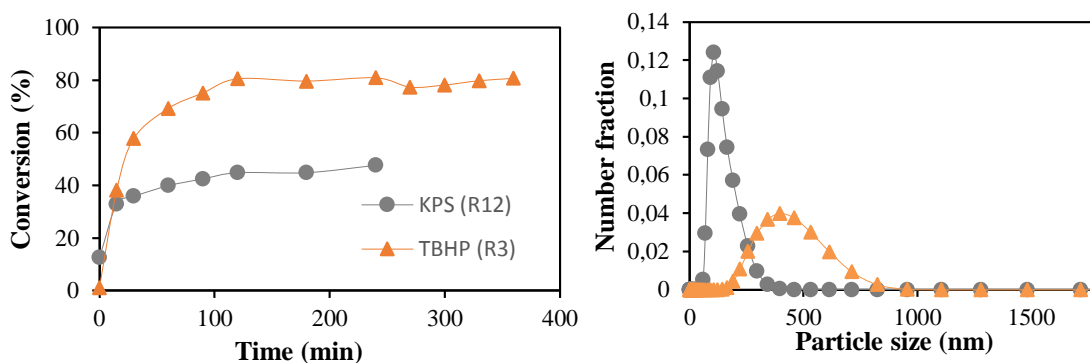 100
80
60
40
20
0
0 100 200 300 400
Conversion (%)
Time (min)
KPS (R12)
TBHP (R3)
0,14
0,12
0,1
0,08
0,06
0,04
0,02
0
0 500 1000 1500
Number fraction
Particle size (nm)